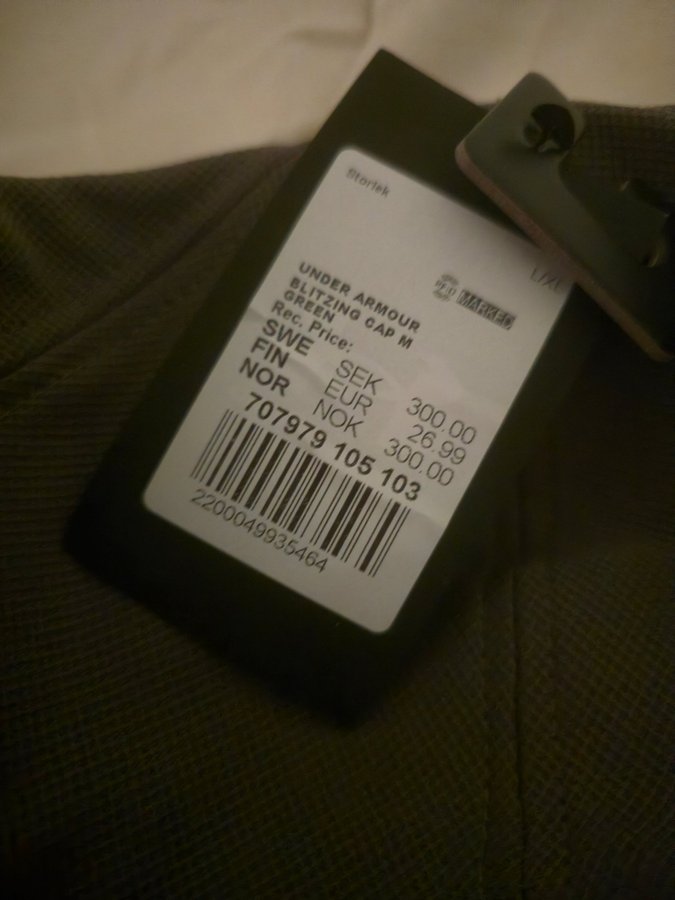 Storlek
L/XL
RFID MARKED
UNDER ARMOUR
BLITZING CAP M
GREEN
Rec. Price:
SWE SEK 300.00
FIN EUR 26.99
NOR NOK 300.00
707979 105 103
2200049935464